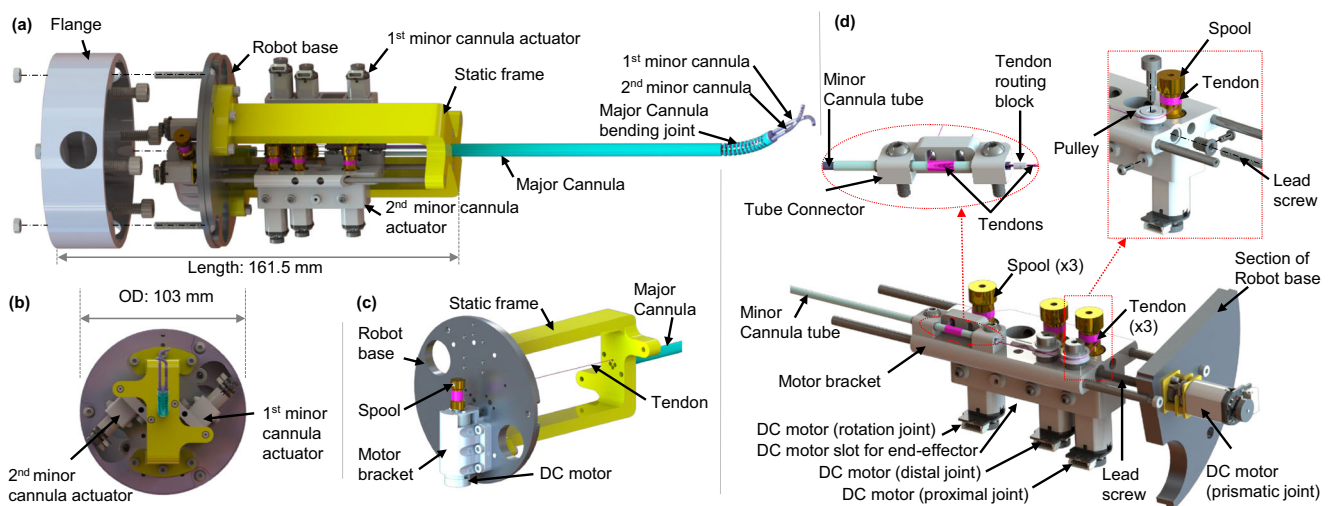 (a)
Flange
Robot base
1st minor cannula actuator
Static frame
1st minor cannula
2nd minor cannula
Major Cannula
bending joint
Major Cannula
2nd minor cannula
actuator
Length: 161.5 mm
(b)
OD: 103 mm
1st minor
cannula
actuator
2nd minor
cannula actuator
(c)
Static frame
Major
Cannula
Robot
base
Spool
Tendon
Motor
bracket
DC motor
(d)
Minor
Cannula tube
Tendon
routing
block
Tube Connector
Tendons
Spool
Tendon
Pulley
Lead
screw
Spool (x3)
Section of
Robot base
Minor
Cannula tube
Tendon
(x3)
Motor bracket
DC motor (rotation joint)
DC motor slot for end-effector
DC motor (distal joint)
DC motor (proximal joint)
Lead
screw
DC motor
(prismatic joint)